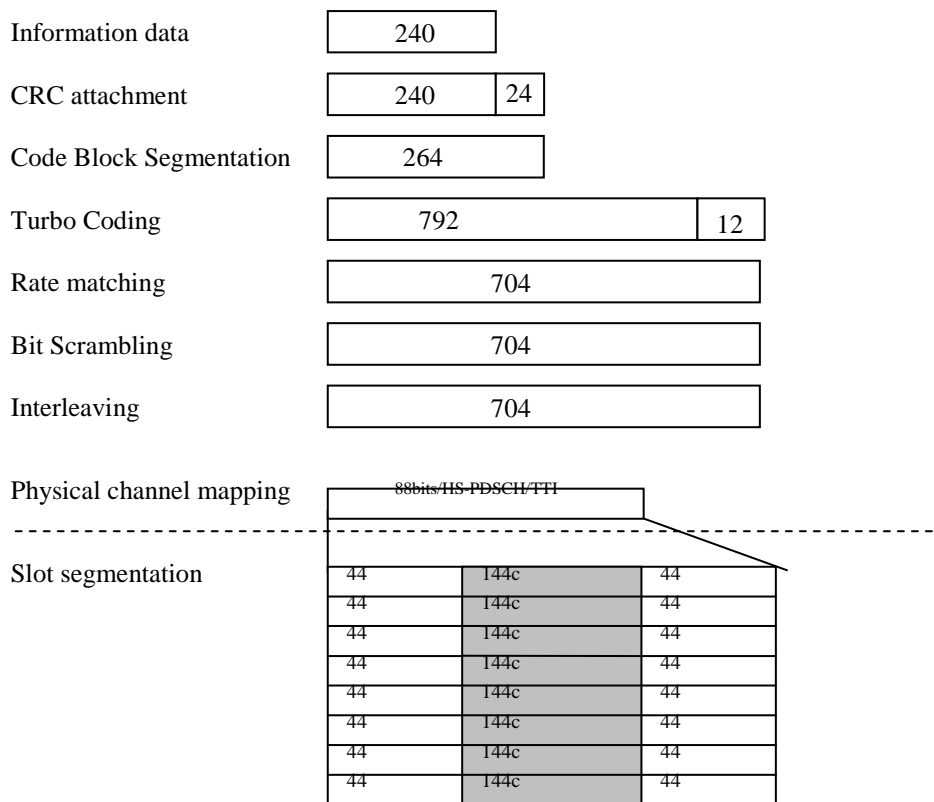 Information data 240
CRC attachment 240 24
Code Block Segmentation 264
Turbo Coding 792 12
Rate matching 704
Bit Scrambling 704
Interleaving 704
Physical channel mapping 88bits/HS-PDSCH/TTI
Slot segmentation 44 144c 44
44 144c 44
44 144c 44
44 144c 44
44 144c 44
44 144c 44
44 144c 44
44 144c 44